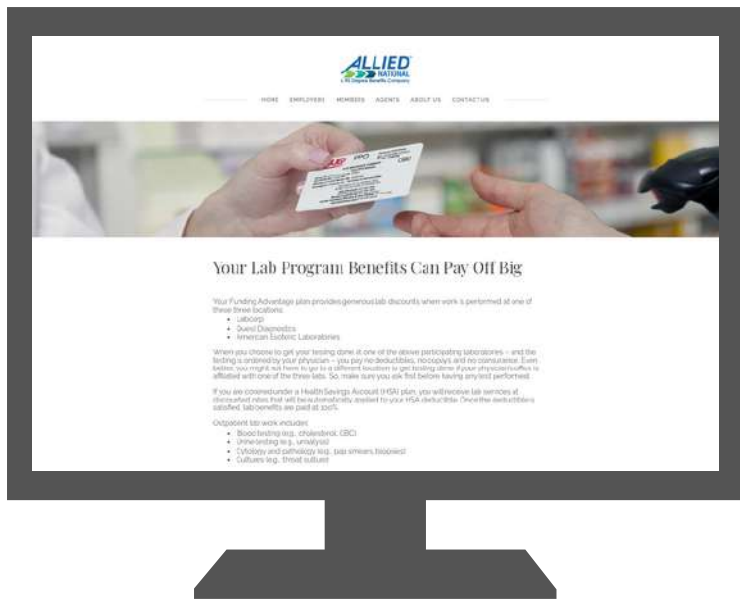 ALLIED
NATIONAL
HOME EMPLOYERS MEMBERS AGENTS ABOUT US CONTACT US
PPO
Your Lab Program Benefits Can Pay Off Big
Your Funding Advantage plan provides generous lab discounts when work is performed at one of
these three locations:
• Labcorp
• Quest Diagnostics
• American Esoteric Laboratories
When you choose to get your testing done at one of the above participating laboratories – and the
testing is ordered by your physician – you pay no deductibles, no copays and no coinsurance. Even
better, you might not have to go to a different location to get testing done if your physician's office is
affiliated with one of the three labs. So, make sure you ask first before having any test performed.
If you are covered under a Health Savings Account (HSA) plan, you will receive lab services at
discounted rates that will be automatically applied to your HSA deductible. Once the deductible is
satisfied, lab benefits are paid at 100%.
Outpatient lab work includes
• Blood testing (e.g., cholesterol, CBC)
• Urine testing (e.g., urinalysis)
• Cytology and pathology (e.g., pap smears, biopsies)
• Cultures (e.g., throat culture)